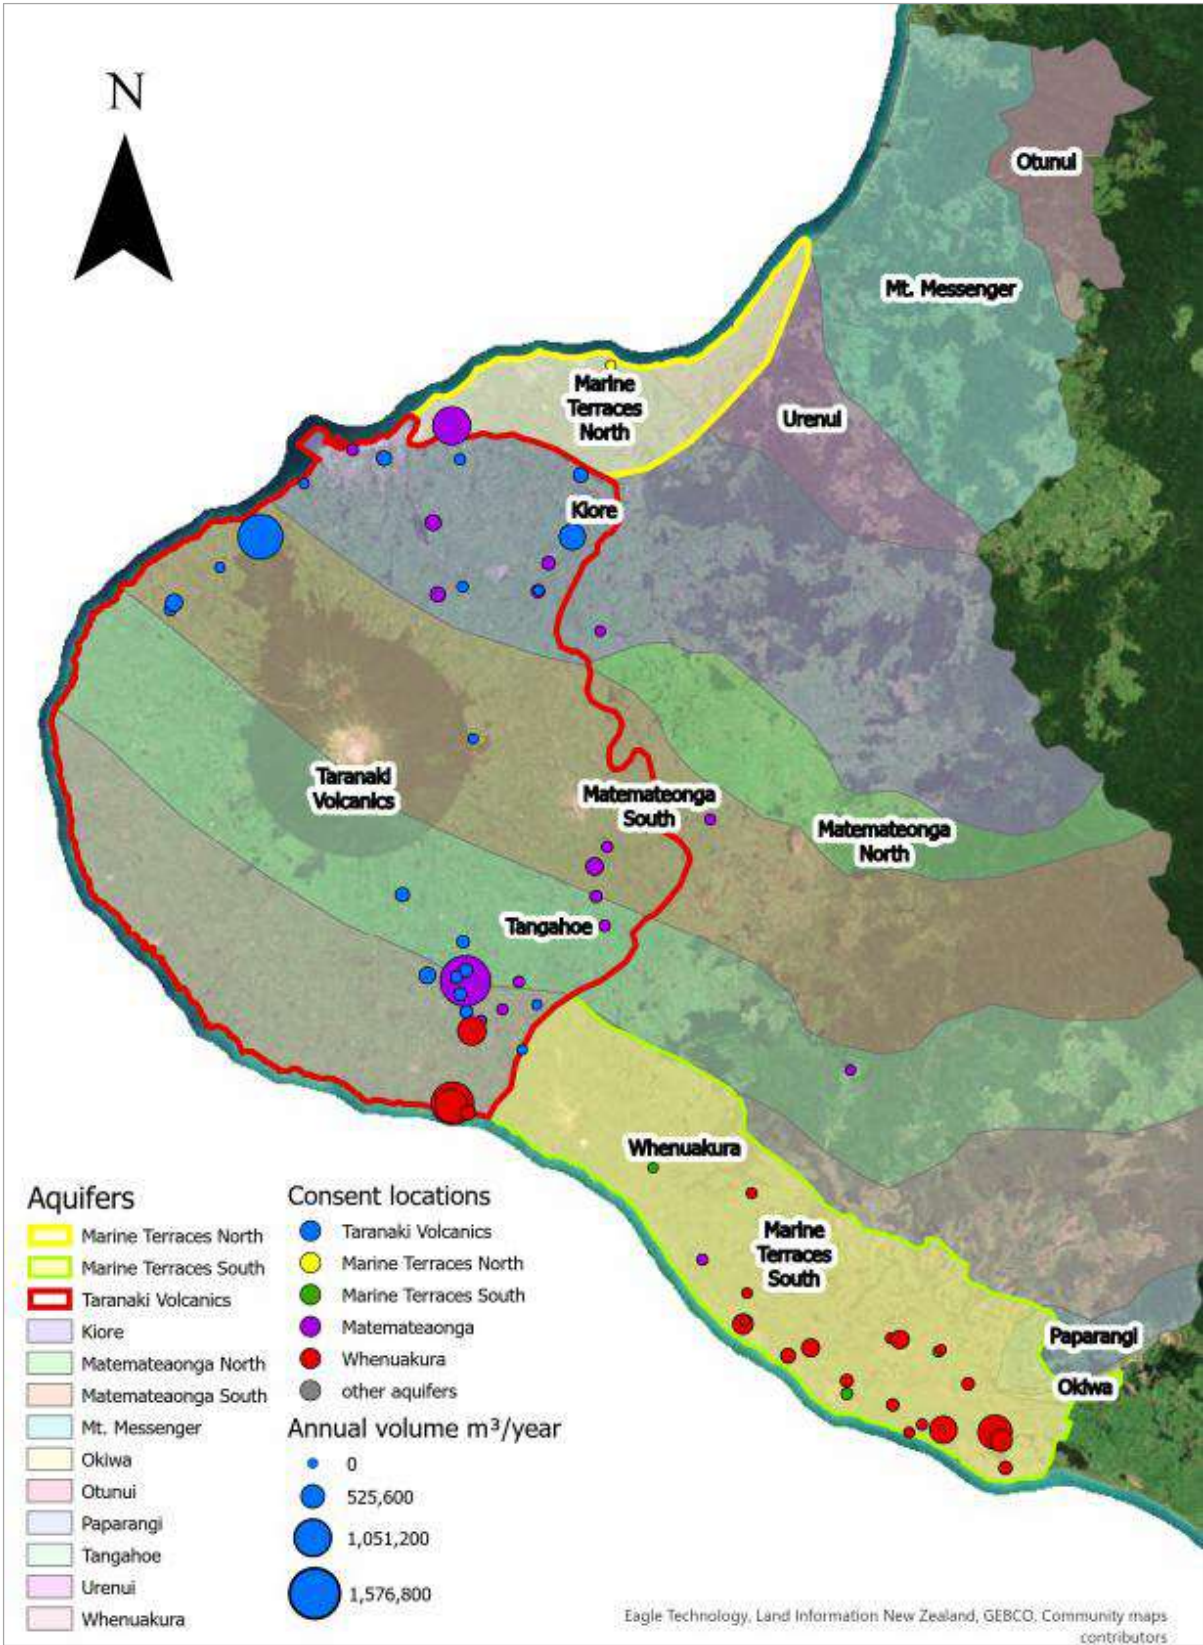 N
Otunui
Mt. Messenger
Marine
Terraces
North
Urenui
Kiore
Taranaki
Volcanics
Matemateonga
South
Matemateonga
North
Tangahoe
Whenuakura
Marine
Terraces
South
Paparangi
Okiwa
Aquifers
Marine Terraces North
Marine Terraces South
Taranaki Volcanics
Kiore
Matemateaonga North
Matemateaonga South
Mt. Messenger
Okiwa
Otunui
Paparangi
Tangahoe
Urenui
Whenuakura
Consent locations
Taranaki Volcanics
Marine Terraces North
Marine Terraces South
Matemateaonga
Whenuakura
other aquifers
Annual volume m³/year
0
525,600
1,051,200
1,576,800
Eagle Technology, Land Information New Zealand, GEBCO, Community maps
contributors